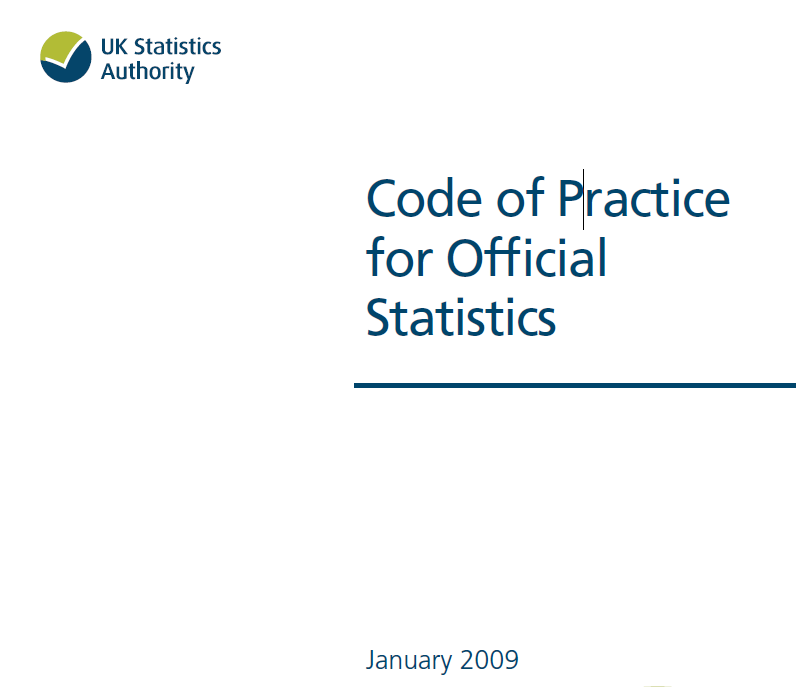 UK Statistics
Authority
Code of Practice
for Official
Statistics
January 2009